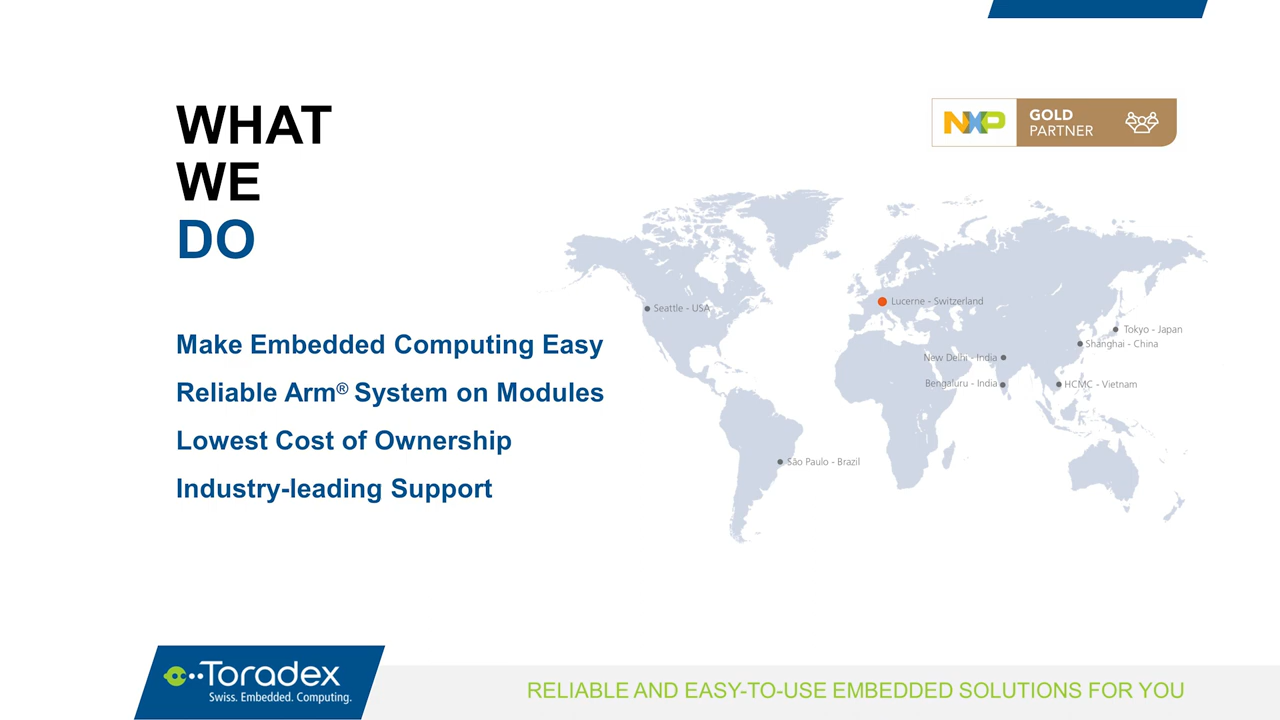 WHAT
WE
DO
Make Embedded Computing Easy
Reliable Arm® System on Modules
Lowest Cost of Ownership
Industry-leading Support
NXP
GOLD
PARTNER
Seattle - USA
Lucerne - Switzerland
Tokyo - Japan
Shanghai - China
New Delhi - India
Bengaluru - India
HCMC - Vietnam
São Paulo - Brazil
Toradex
Swiss. Embedded. Computing.
RELIABLE AND EASY-TO-USE EMBEDDED SOLUTIONS FOR YOU